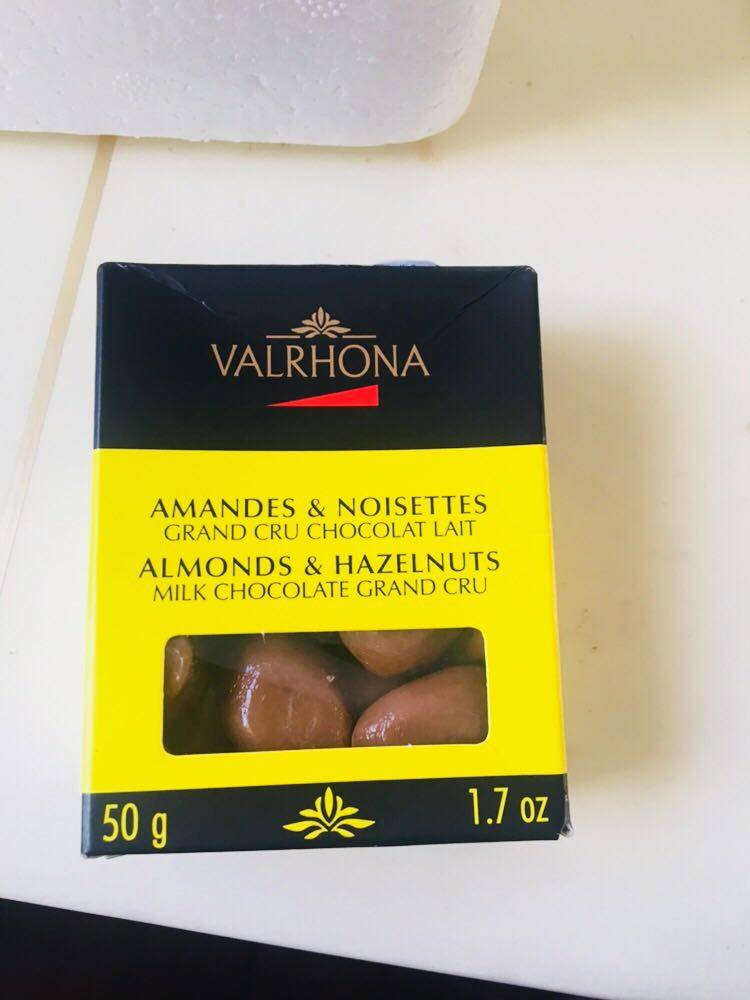 VALRHONA
AMANDES & NOISETTES
GRAND CRU CHOCOLAT LAIT
ALMONDS & HAZELNUTS
MILK CHOCOLATE GRAND CRU
50 g
1.7 oz